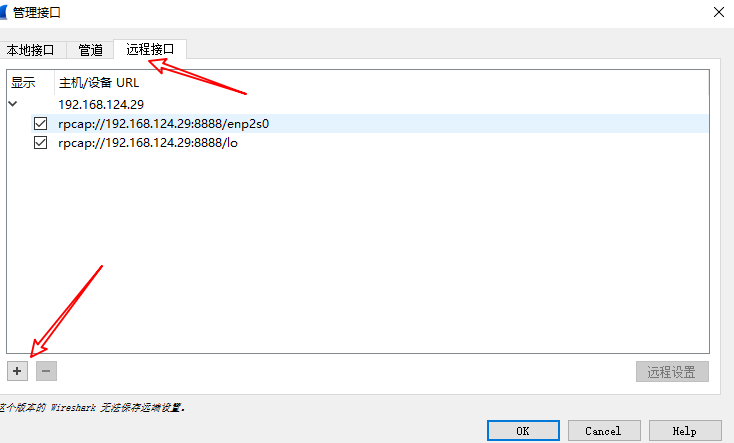 管理接口
本地接口 管道 远程接口
显示 主机/设备 URL
192.168.124.29
rpcap://192.168.124.29:8888/enp2s0
rpcap://192.168.124.29:8888/lo
+ − 远程设置
这个版本的 Wireshark 无法保存远端设置。
OK Cancel Help